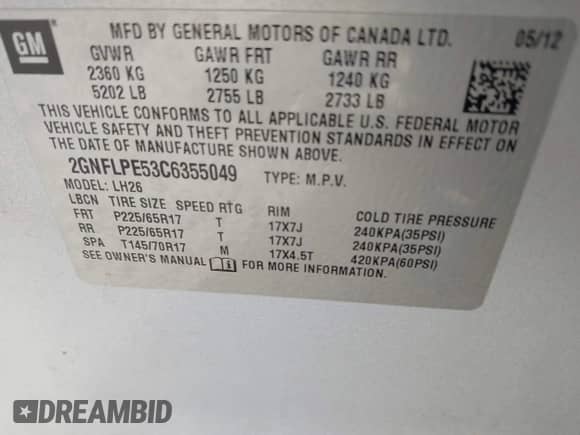 GM
MFD BY GENERAL MOTORS OF CANADA LTD. 05/12
GVWR GAWR FRT GAWR RR
2360 KG 1250 KG 1240 KG
5202 LB 2755 LB 2733 LB
THIS VEHICLE CONFORMS TO ALL APPLICABLE U.S. FEDERAL MOTOR
VEHICLE SAFETY AND THEFT PREVENTION STANDARDS IN EFFECT ON
THE DATE OF MANUFACTURE SHOWN ABOVE.
2GNFLPE53C6355049 TYPE: M.P.V.
MODEL: LH26
LBCN TIRE SIZE SPEED RTG RIM COLD TIRE PRESSURE
FRT P225/65R17 T 17X7J 240KPA(35PSI)
RR P225/65R17 T 17X7J 240KPA(35PSI)
SPA T145/70R17 M 17X4.5T 420KPA(60PSI)
SEE OWNER'S MANUAL FOR MORE INFORMATION.
DREAMBID